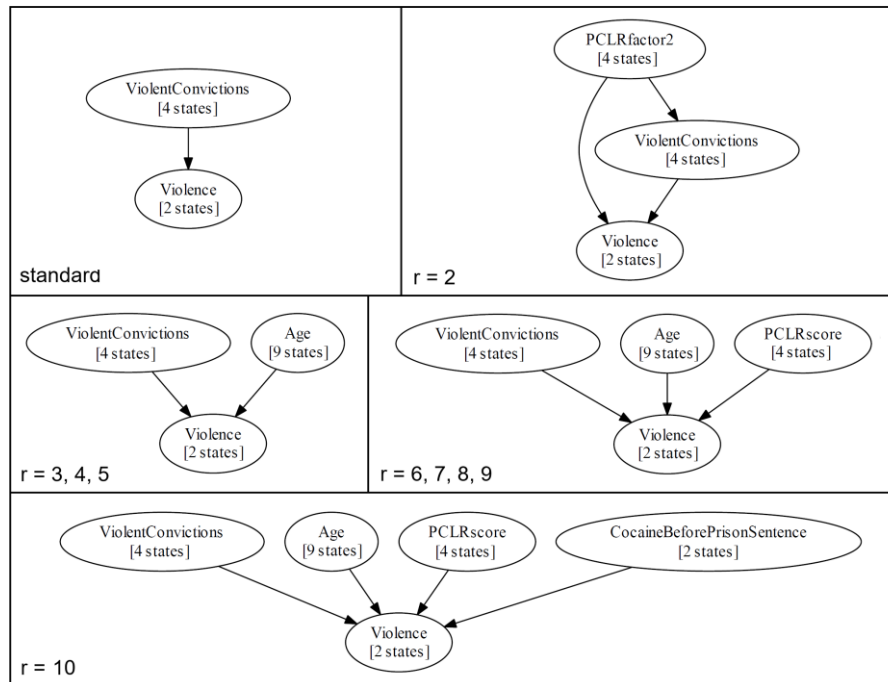 ViolentConvictions
[4 states]
Violence
[2 states]
standard
PCLRfactor2
[4 states]
ViolentConvictions
[4 states]
Violence
[2 states]
r = 2
ViolentConvictions
[4 states]
Age
[9 states]
Violence
[2 states]
r = 3, 4, 5
ViolentConvictions
[4 states]
Age
[9 states]
PCLRscore
[4 states]
Violence
[2 states]
r = 6, 7, 8, 9
ViolentConvictions
[4 states]
Age
[9 states]
PCLRscore
[4 states]
CocaineBeforePrisonSentence
[2 states]
Violence
[2 states]
r = 10